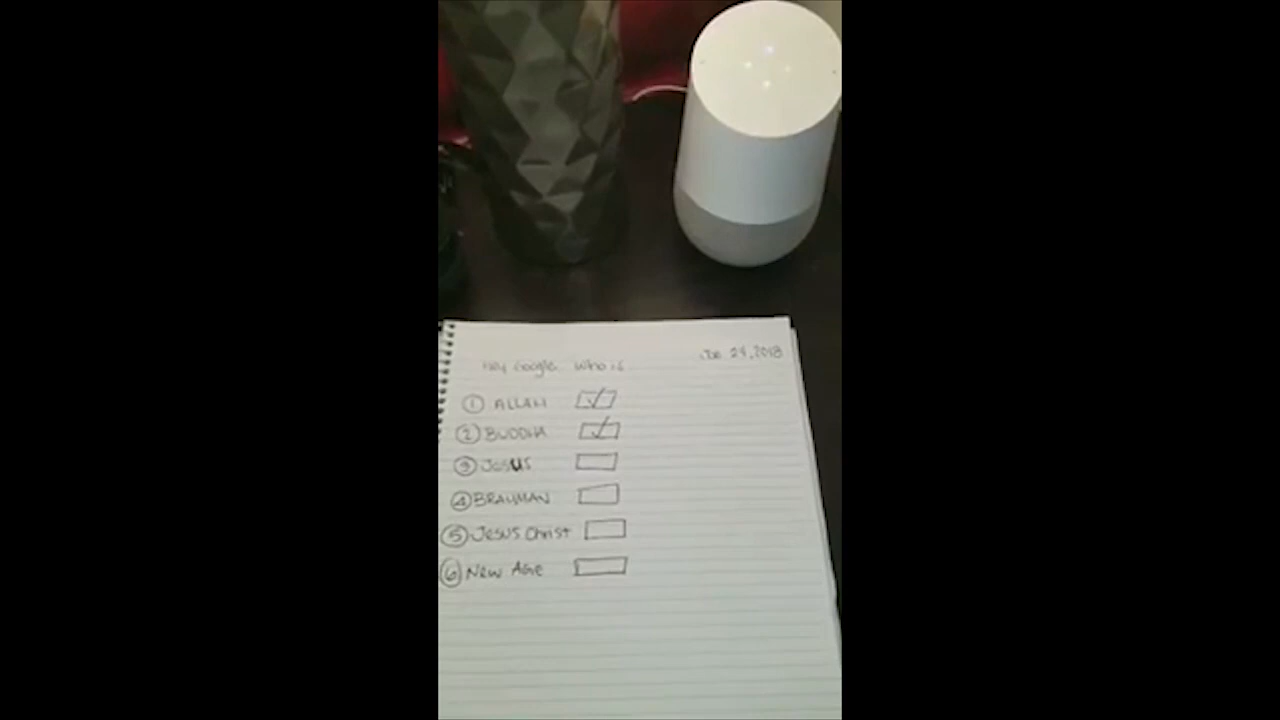 Hey Google Who is
24, 2018
① ALLAH
② BUDDHA
③ Jesus
④ BRAHMAN
⑤ Jesus Christ
⑥ New Age